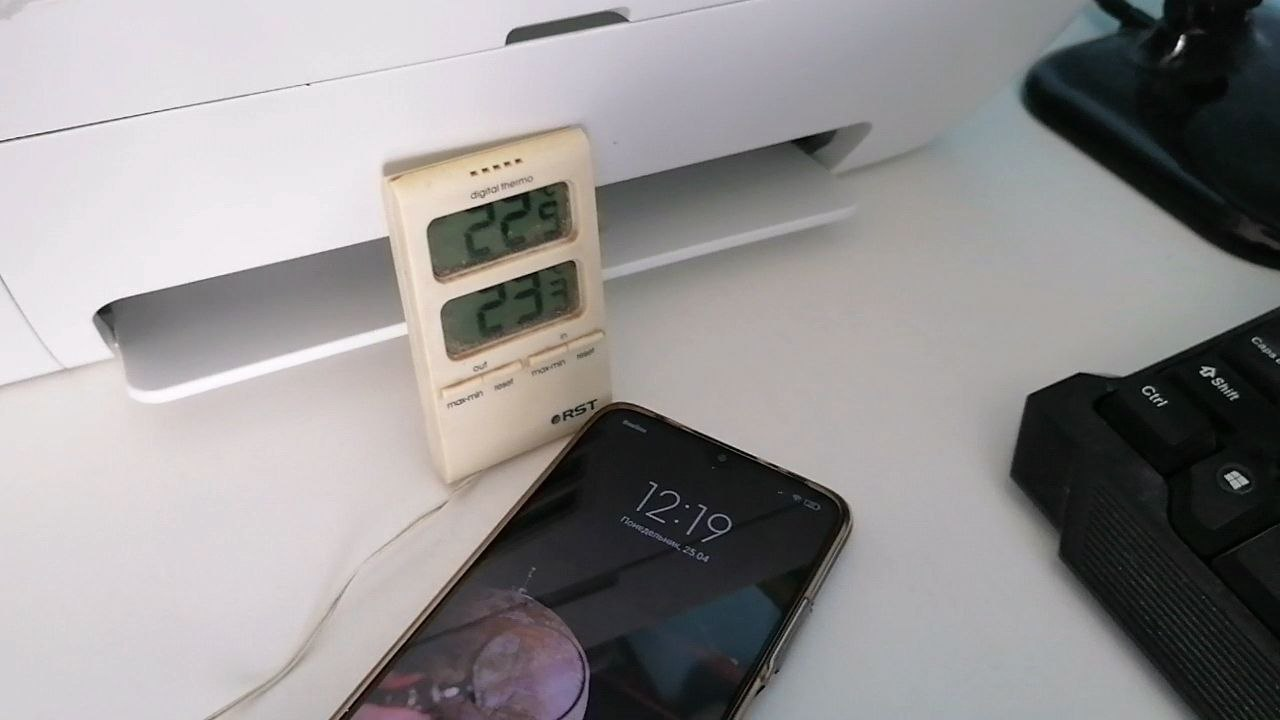 digital thermo
22.9
23.3
out
in
max-min reset max-min reset
RST
12:19
Понедельник, 25.04
Ctrl
Shift
Caps